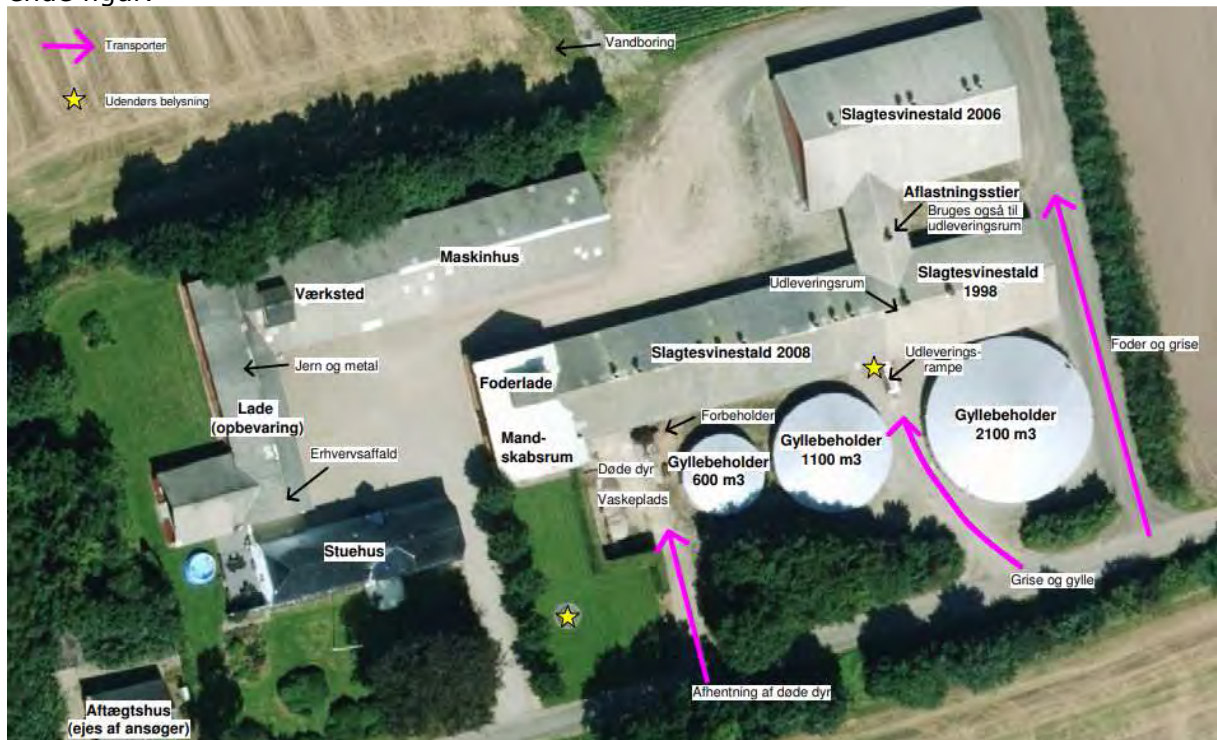 ende figur.
Transporter
Udendørs belysning
Vandboring
Slagtesvinestald 2006
Aflastningsstier
Bruges også til
udleveringsrum
Maskinhus
Værksted
Udleveringsrum
Slagtesvinestald
1998
Foder og grise
Jern og metal
Slagtesvinestald 2008
Udleverings-
rampe
Foderlade
Lade
(opbevaring)
Forbeholder
Gyllebeholder
2100 m3
Mand-
skabsrum
Gyllebeholder
1100 m3
Erhvervsaffald
Døde dyr
Gyllebeholder
600 m3
Vaskeplads
Stuehus
Grise og gylle
Afhentning af døde dyr
Aftægtshus
(ejes af ansøger)